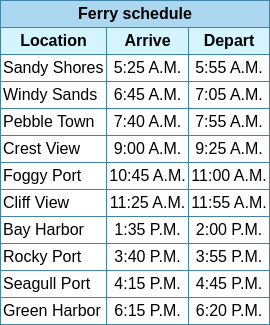 Ferry schedule
Location Arrive Depart
Sandy Shores 5:25 A.M. 5:55 A.M.
Windy Sands 6:45 A.M. 7:05 A.M.
Pebble Town 7:40 A.M. 7:55 A.M.
Crest View 9:00 A.M. 9:25 A.M.
Foggy Port 10:45 A.M. 11:00 A.M.
Cliff View 11:25 A.M. 11:55 A.M.
Bay Harbor 1:35 P.M. 2:00 P.M.
Rocky Port 3:40 P.M. 3:55 P.M.
Seagull Port 4:15 P.M. 4:45 P.M.
Green Harbor 6:15 P.M. 6:20 P.M.